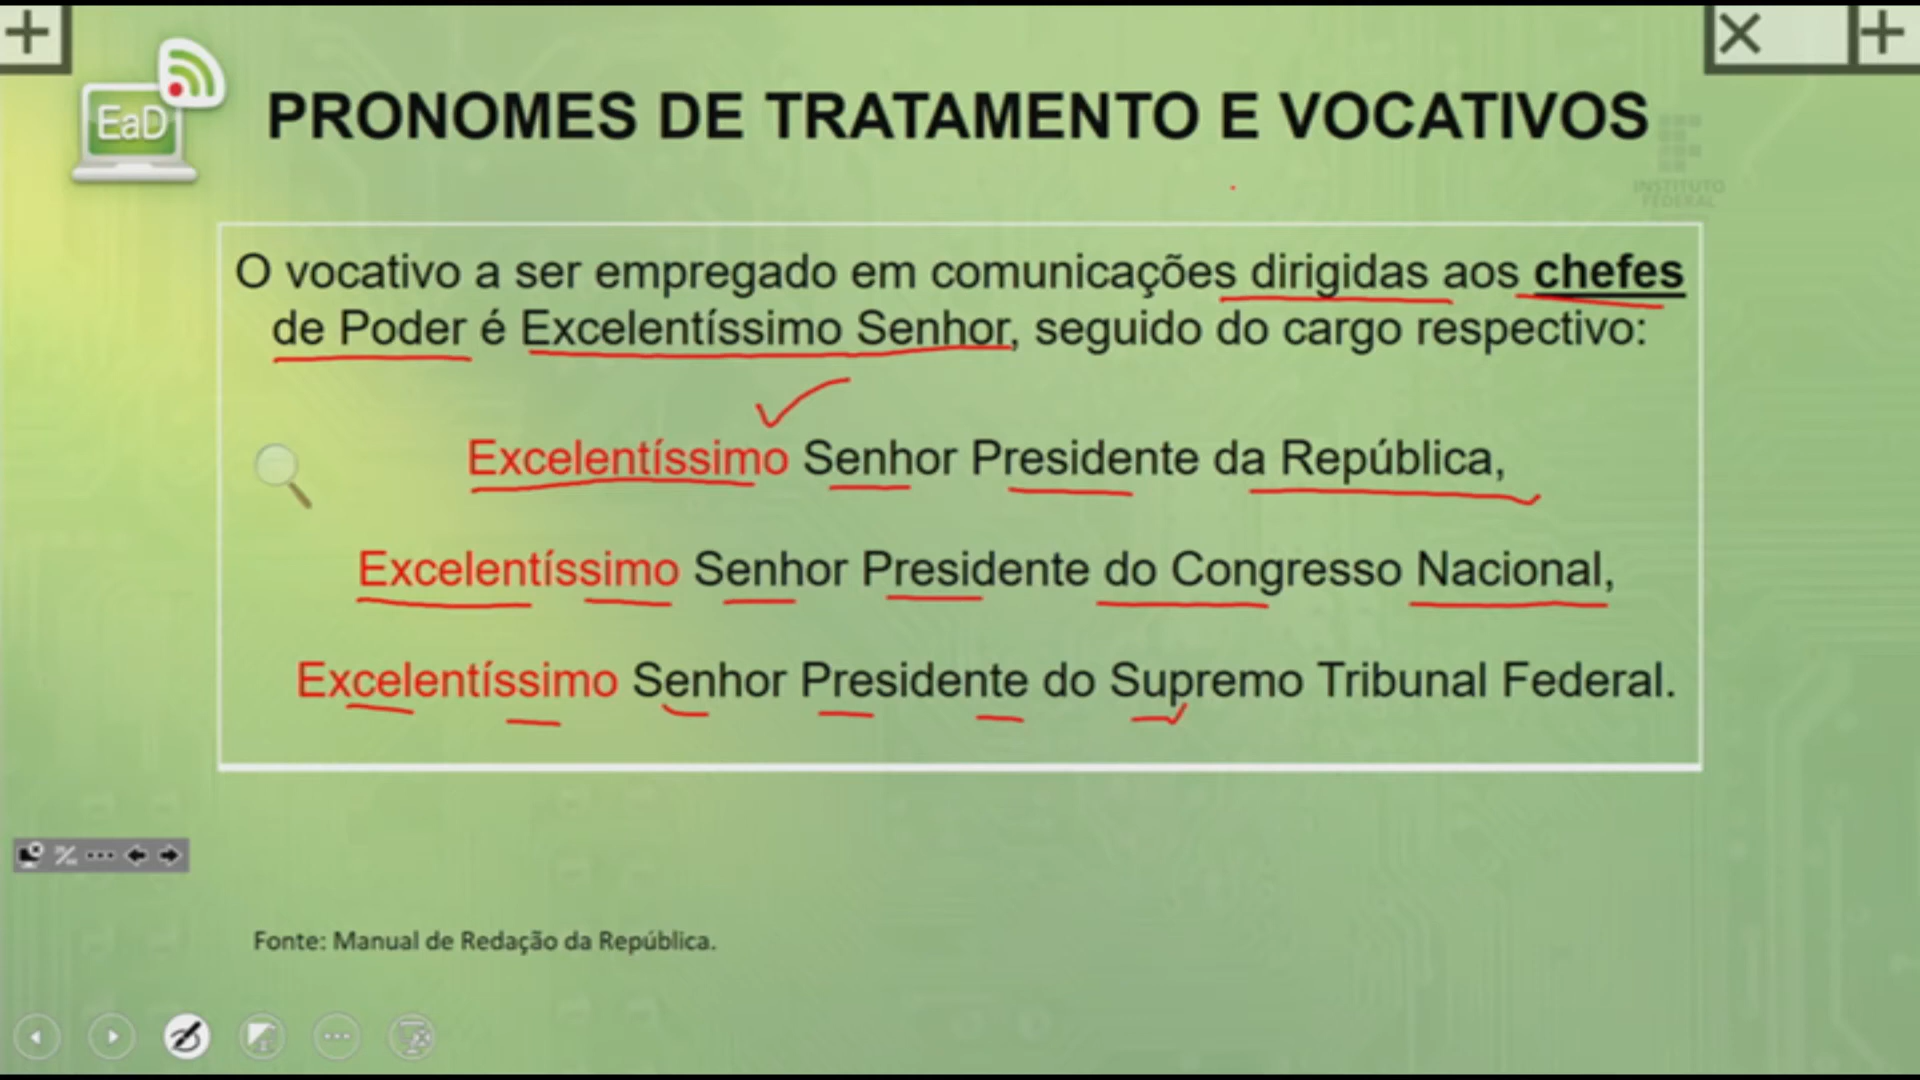 EaD
PRONOMES DE TRATAMENTO E VOCATIVOS
INSTITUTO
FEDERAL
O vocativo a ser empregado em comunicações dirigidas aos chefes
de Poder é Excelentíssimo Senhor, seguido do cargo respectivo:
Excelentíssimo Senhor Presidente da República,
Excelentíssimo Senhor Presidente do Congresso Nacional,
Excelentíssimo Senhor Presidente do Supremo Tribunal Federal.
Fonte: Manual de Redação da República.